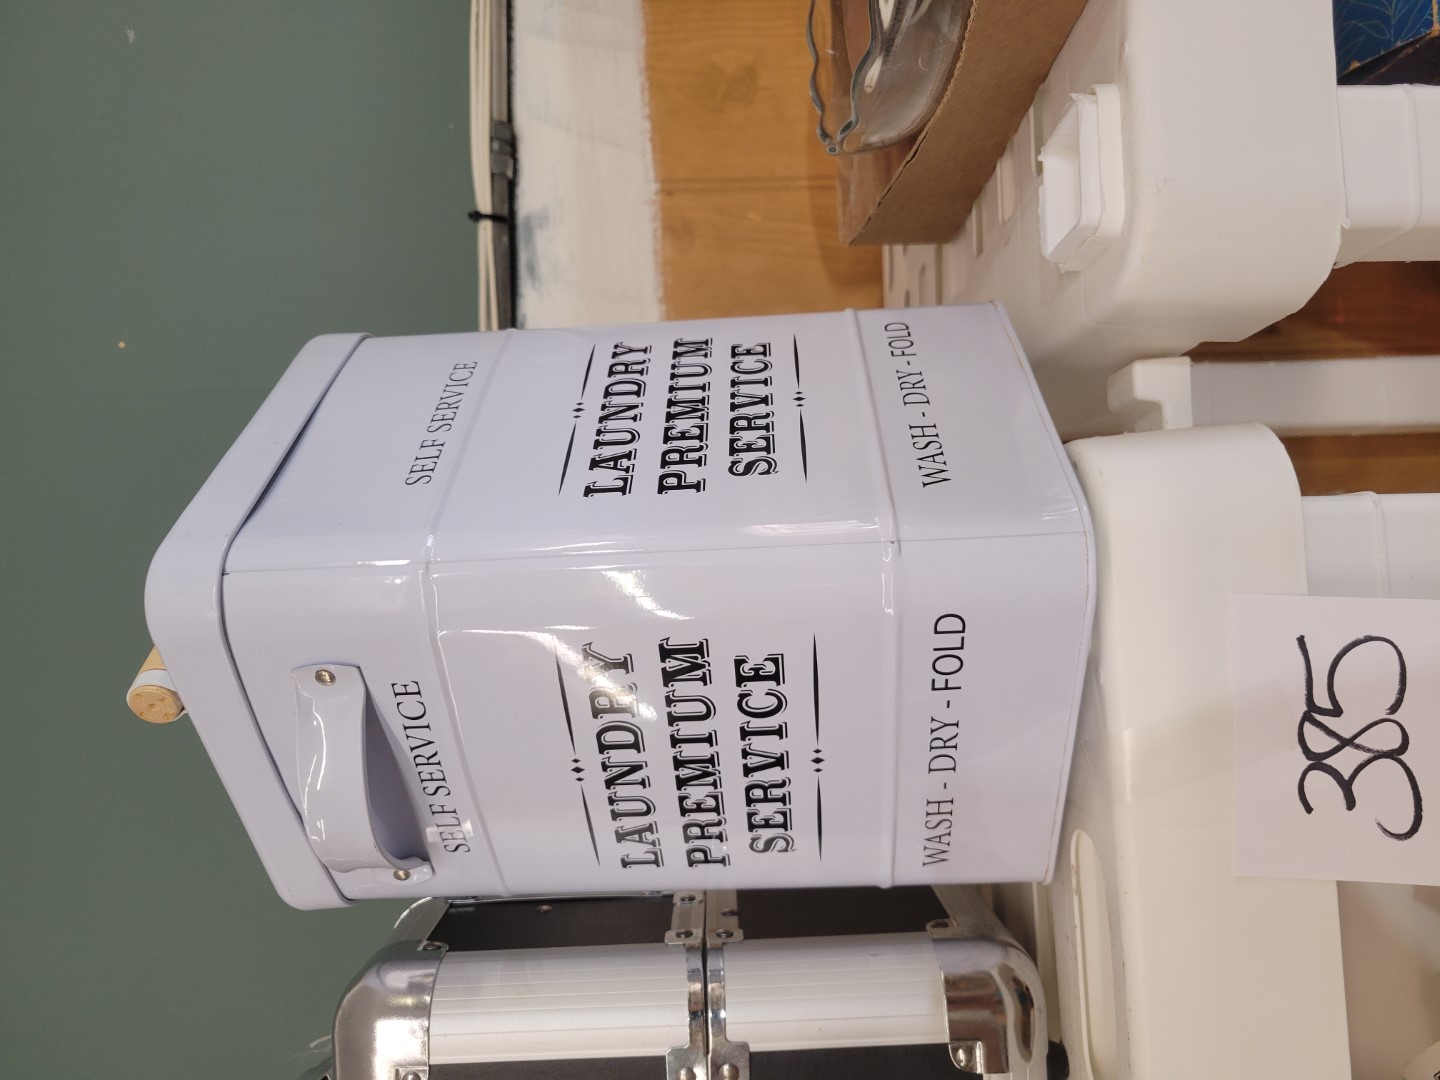 SELF SERVICE
LAUNDRY
PREMIUM
SERVICE
WASH - DRY - FOLD
SELF SERVICE
LAUNDRY
PREMIUM
SERVICE
WASH - DRY - FOLD
385